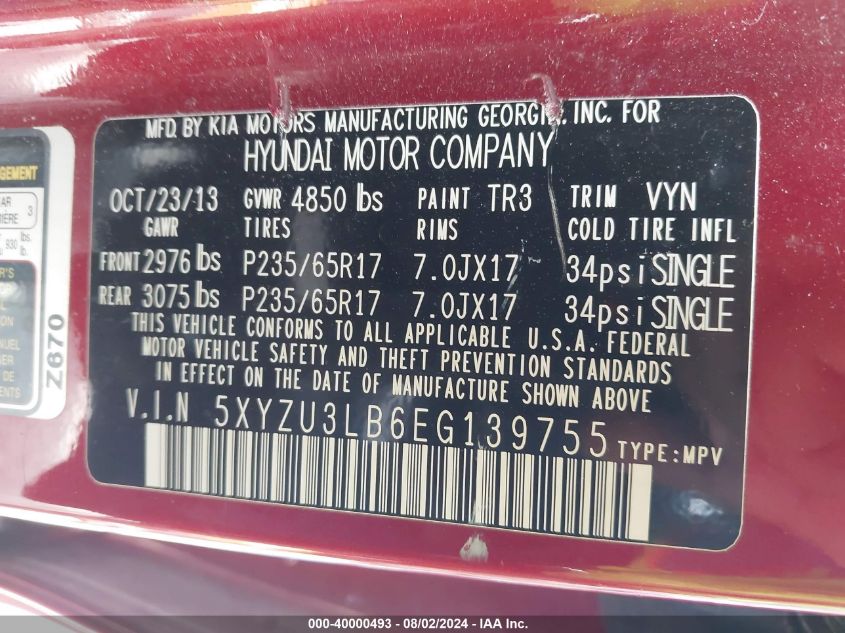 MFD. BY KIA MOTORS MANUFACTURING GEORGIA, INC. FOR
HYUNDAI MOTOR COMPANY
OCT/23/13 GVWR 4850 lbs PAINT TR3 TRIM VYN
GAWR TIRES RIMS COLD TIRE INFL
FRONT 2976 lbs P235/65R17 7.0JX17 34psi SINGLE
REAR 3075 lbs P235/65R17 7.0JX17 34psi SINGLE
THIS VEHICLE CONFORMS TO ALL APPLICABLE U.S.A. FEDERAL
MOTOR VEHICLE SAFETY AND THEFT PREVENTION STANDARDS
IN EFFECT ON THE DATE OF MANUFACTURE SHOWN ABOVE
V.I.N 5XYZU3LB6EG139755 TYPE:MPV
Z670
3
930 lbs.
lb.
000-40000493 - 08/02/2024 - IAA Inc.